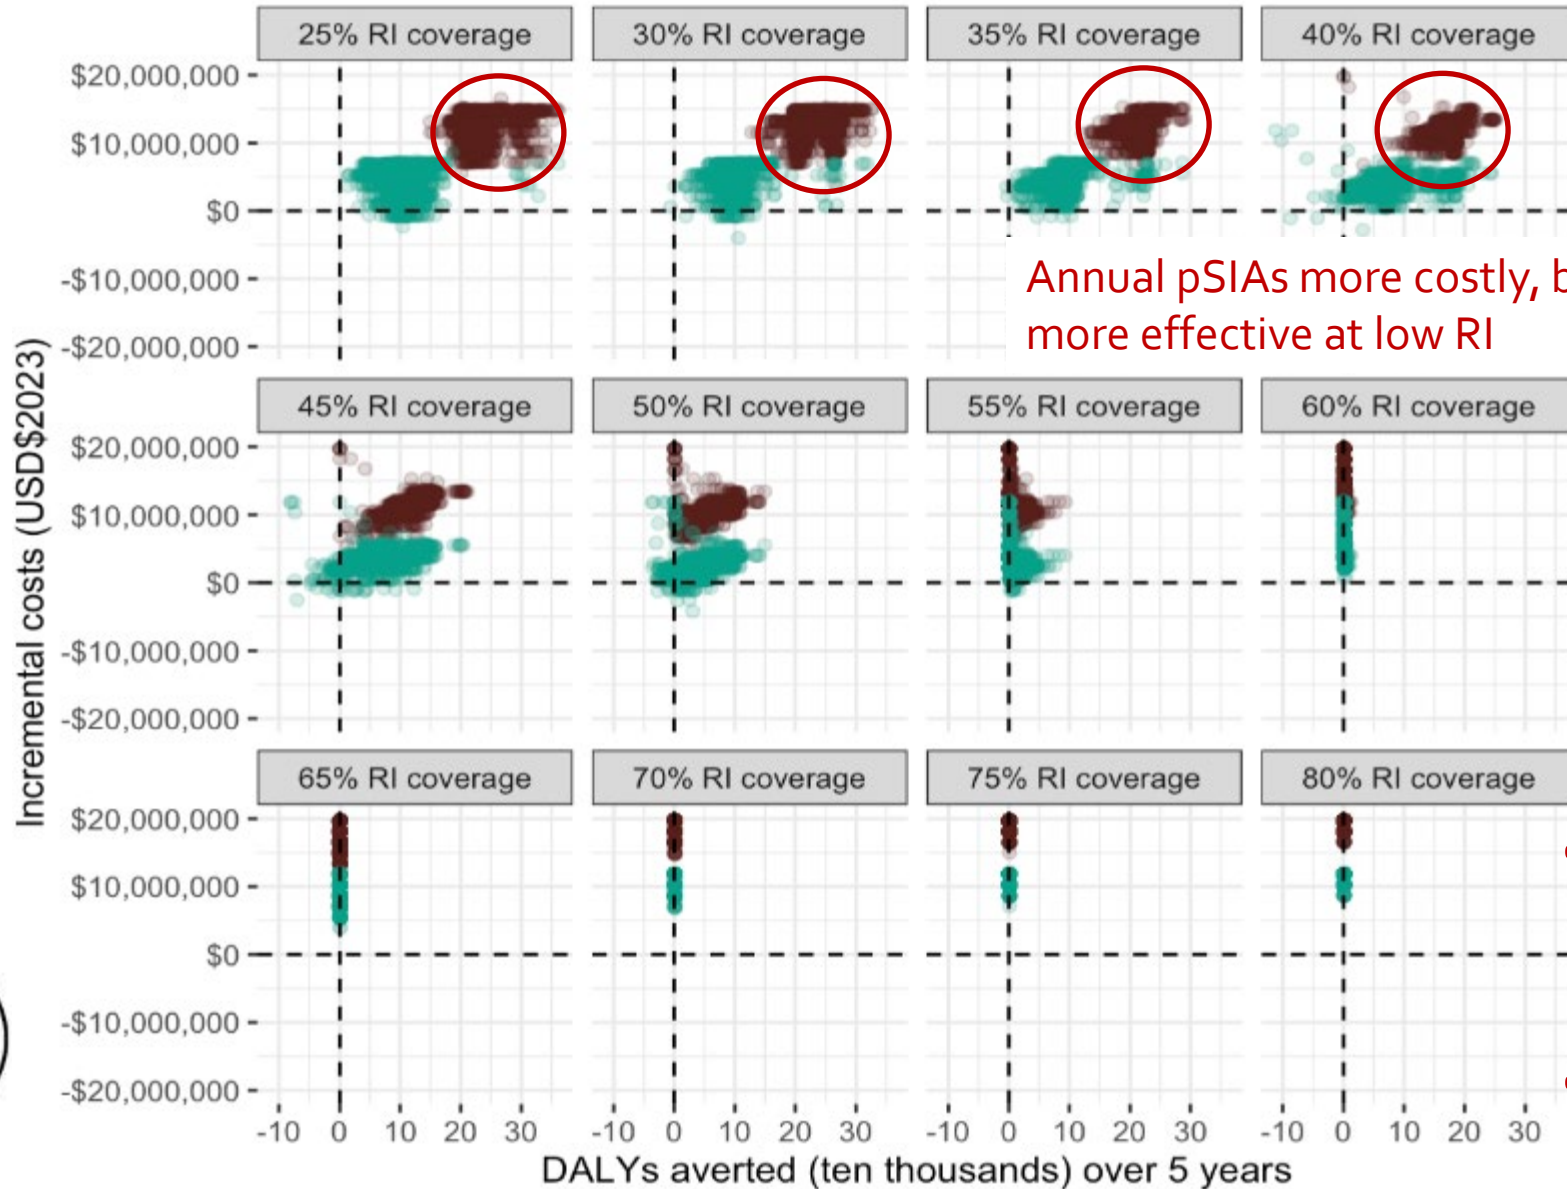 25% RI coverage
30% RI coverage
35% RI coverage
40% RI coverage
$20,000,000
$10,000,000
$0
-$10,000,000
-$20,000,000
Annual pSIAs more costly, b
more effective at low RI
Incremental costs (USD$2023)
45% RI coverage
50% RI coverage
55% RI coverage
60% RI coverage
$20,000,000
$10,000,000
$0
-$10,000,000
-$20,000,000
65% RI coverage
70% RI coverage
75% RI coverage
80% RI coverage
$20,000,000
$10,000,000
$0
-$10,000,000
-$20,000,000
-10 0 10 20 30
-10 0 10 20 30
-10 0 10 20 30
-10 0 10 20 30
DALYs averted (ten thousands) over 5 years